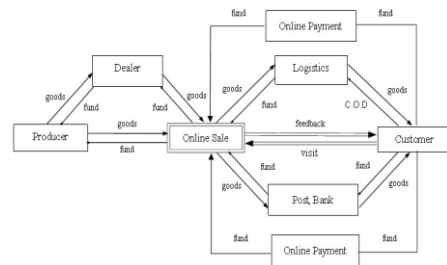 fund
Online Payment
fund
Dealer
Logistics
goods
goods
goods
goods
fund
fund
fund
C.O.D
Producer
goods
Online Sale
feedback
Customer
fund
visit
fund
fund
goods
goods
Post, Bank
fund
Online Payment
fund